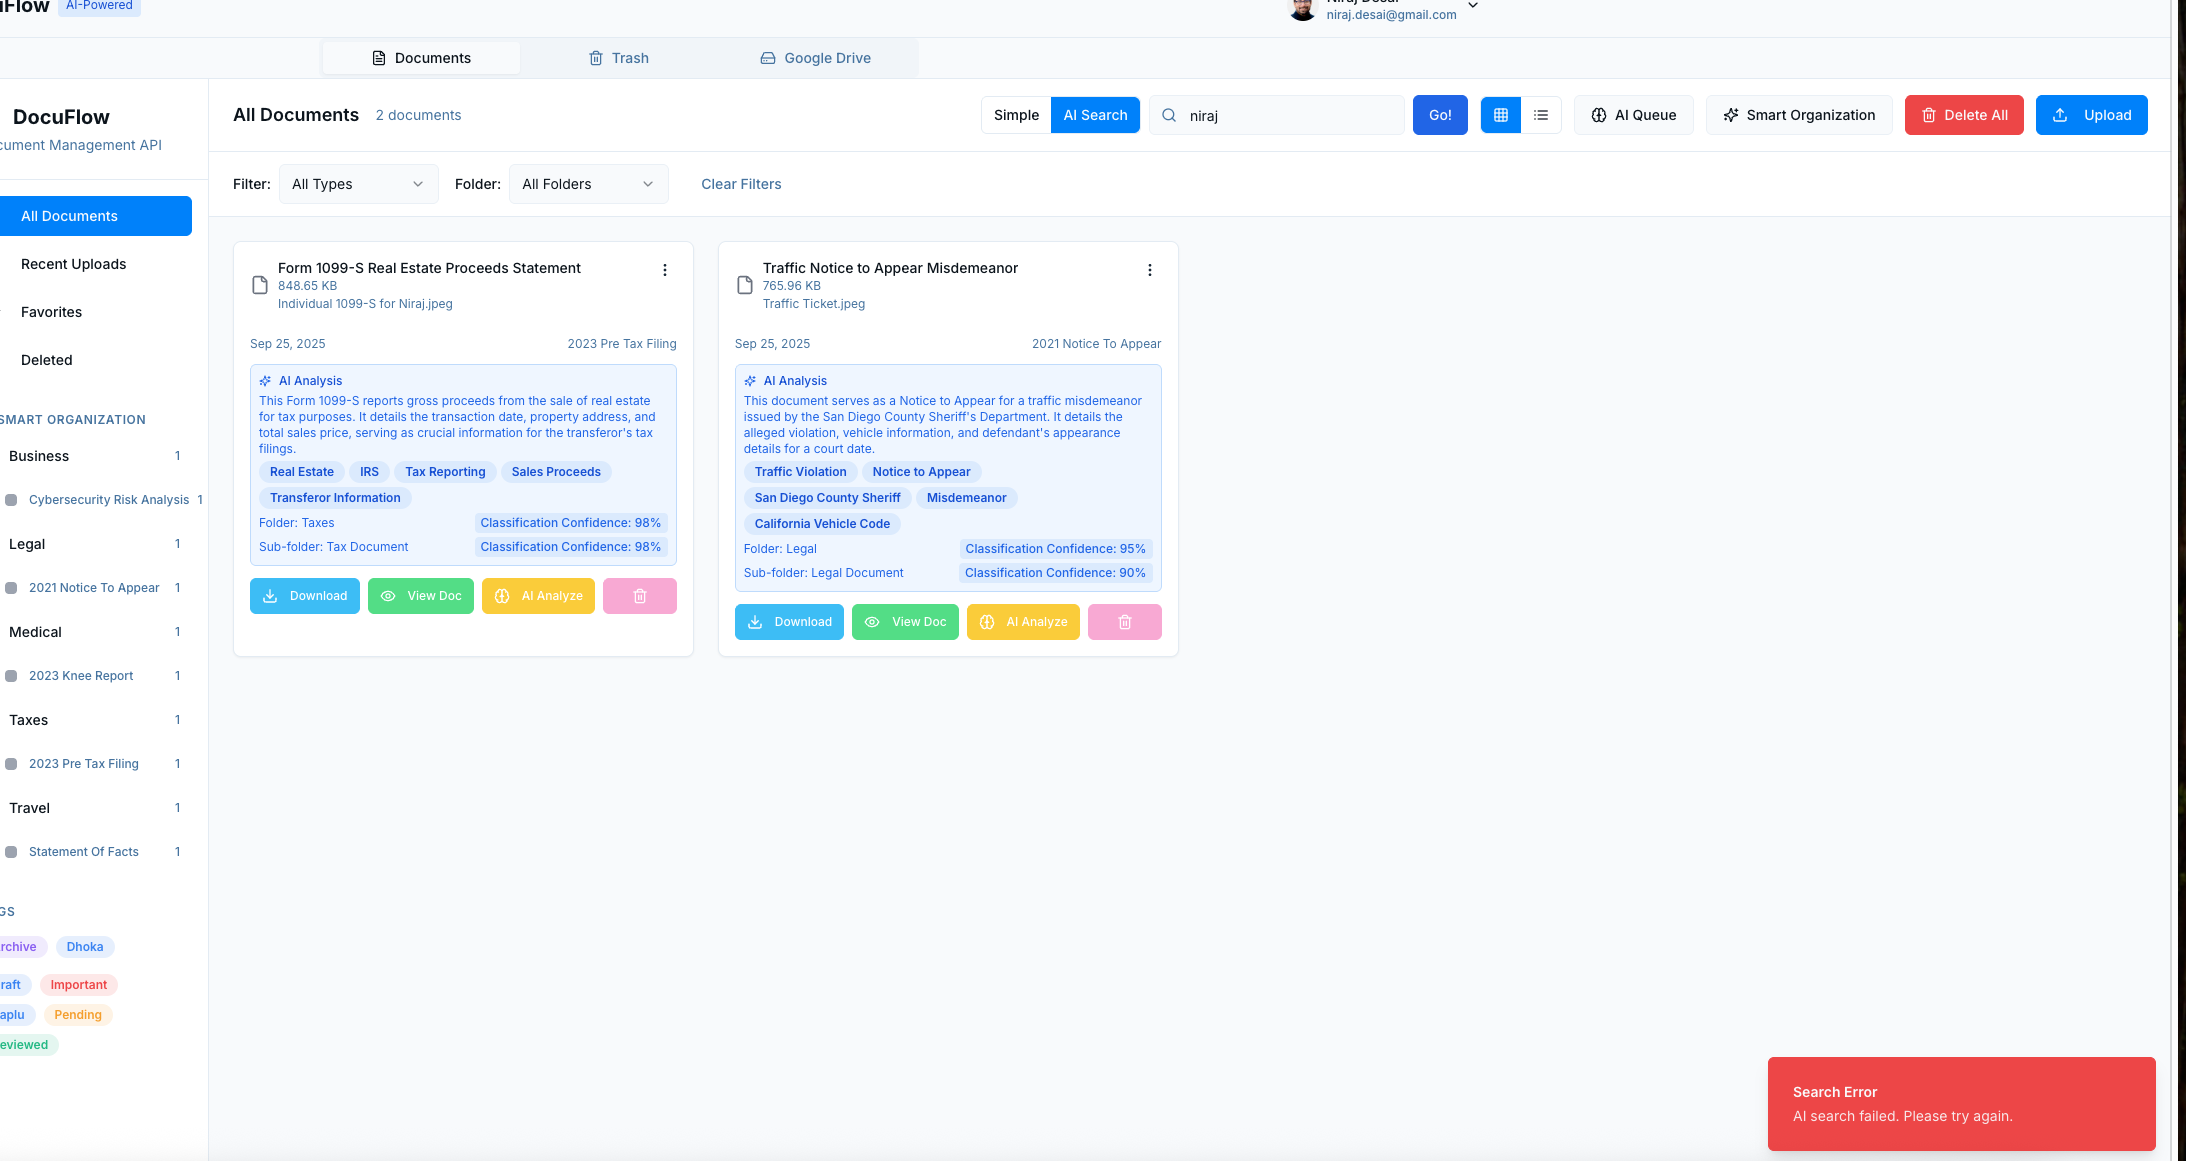 AI-Powered
niraj.desai@gmail.com
Documents
Trash
Google Drive
DocuFlow
Document Management API
All Documents
Recent Uploads
Favorites
Deleted
SMART ORGANIZATION
Business 1
Cybersecurity Risk Analysis 1
Legal 1
2021 Notice To Appear 1
Medical 1
2023 Knee Report 1
Taxes 1
2023 Pre Tax Filing 1
Travel 1
Statement Of Facts 1
GS
rchive Dhoka
raft Important
aplu Pending
eviewed
All Documents 2 documents
Simple AI Search niraj Go! AI Queue Smart Organization Delete All Upload
Filter: All Types Folder: All Folders Clear Filters
Form 1099-S Real Estate Proceeds Statement
848.65 KB
Individual 1099-S for Niraj.jpeg
Sep 25, 2025 2023 Pre Tax Filing
AI Analysis
This Form 1099-S reports gross proceeds from the sale of real estate
for tax purposes. It details the transaction date, property address, and
total sales price, serving as crucial information for the transferor's tax
filings.
Real Estate IRS Tax Reporting Sales Proceeds
Transferor Information
Folder: Taxes Classification Confidence: 98%
Sub-folder: Tax Document Classification Confidence: 98%
Download View Doc AI Analyze
Traffic Notice to Appear Misdemeanor
765.96 KB
Traffic Ticket.jpeg
Sep 25, 2025 2021 Notice To Appear
AI Analysis
This document serves as a Notice to Appear for a traffic misdemeanor
issued by the San Diego County Sheriff's Department. It details the
alleged violation, vehicle information, and defendant's appearance
details for a court date.
Traffic Violation Notice to Appear
San Diego County Sheriff Misdemeanor
California Vehicle Code
Folder: Legal Classification Confidence: 95%
Sub-folder: Legal Document Classification Confidence: 90%
Download View Doc AI Analyze
Search Error
AI search failed. Please try again.